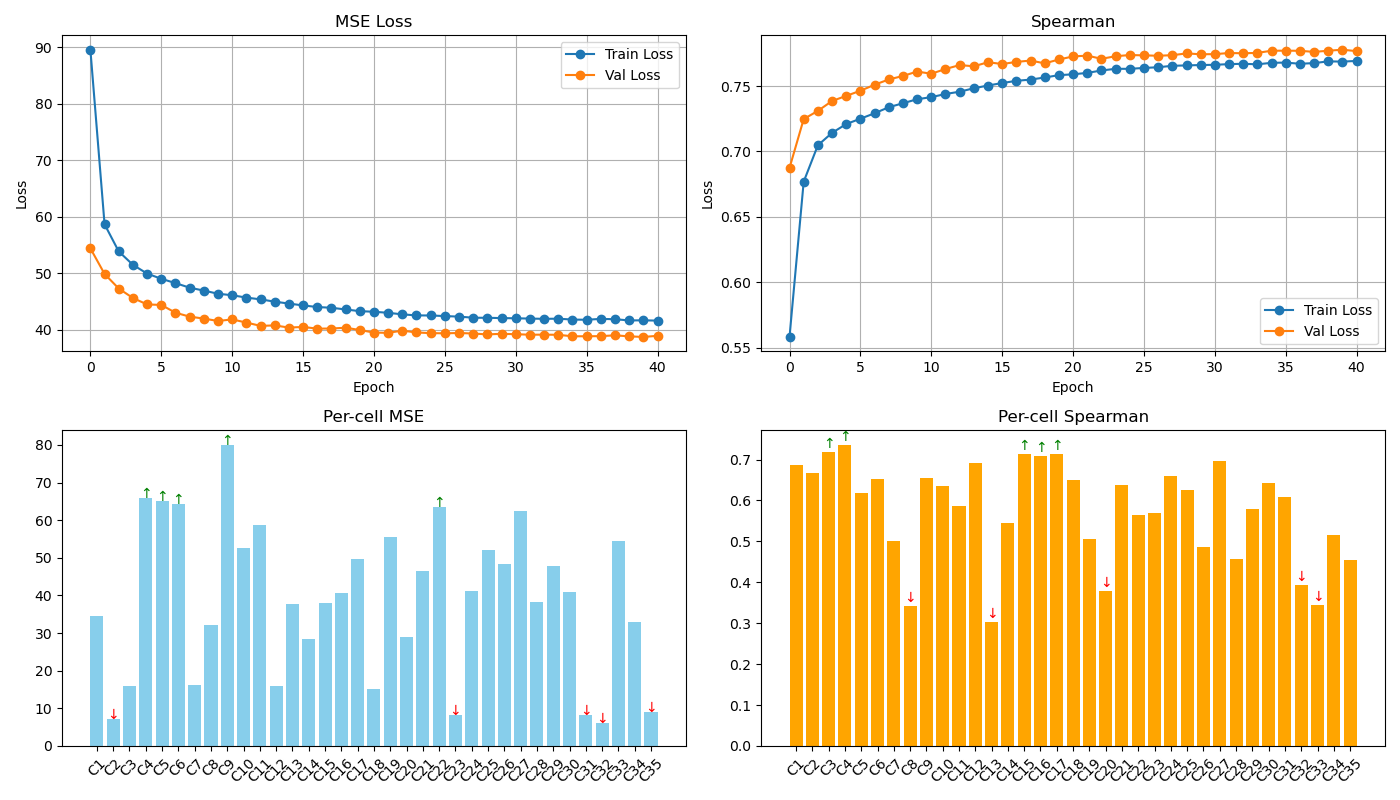 MSE Loss
90
80
70
60
50
40
Loss
0 5 10 15 20 25 30 35 40
Epoch
Train Loss
Val Loss
Spearman
0.75
0.70
0.65
0.60
0.55
Loss
0 5 10 15 20 25 30 35 40
Epoch
Train Loss
Val Loss
Per-cell MSE
80
70
60
50
40
30
20
10
0
↑ ↑ ↑ ↑ ↑
↓ ↓ ↓ ↓ ↓
C1 C2 C3 C4 C5 C6 C7 C8 C9 C10 C11 C12 C13 C14 C15 C16 C17 C18 C19 C20 C21 C22 C23 C24 C25 C26 C27 C28 C29 C30 C31 C32 C33 C34 C35
Per-cell Spearman
0.7
0.6
0.5
0.4
0.3
0.2
0.1
0.0
↑ ↑ ↑ ↑ ↑
↓ ↓ ↓ ↓ ↓
C1 C2 C3 C4 C5 C6 C7 C8 C9 C10 C11 C12 C13 C14 C15 C16 C17 C18 C19 C20 C21 C22 C23 C24 C25 C26 C27 C28 C29 C30 C31 C32 C33 C34 C35